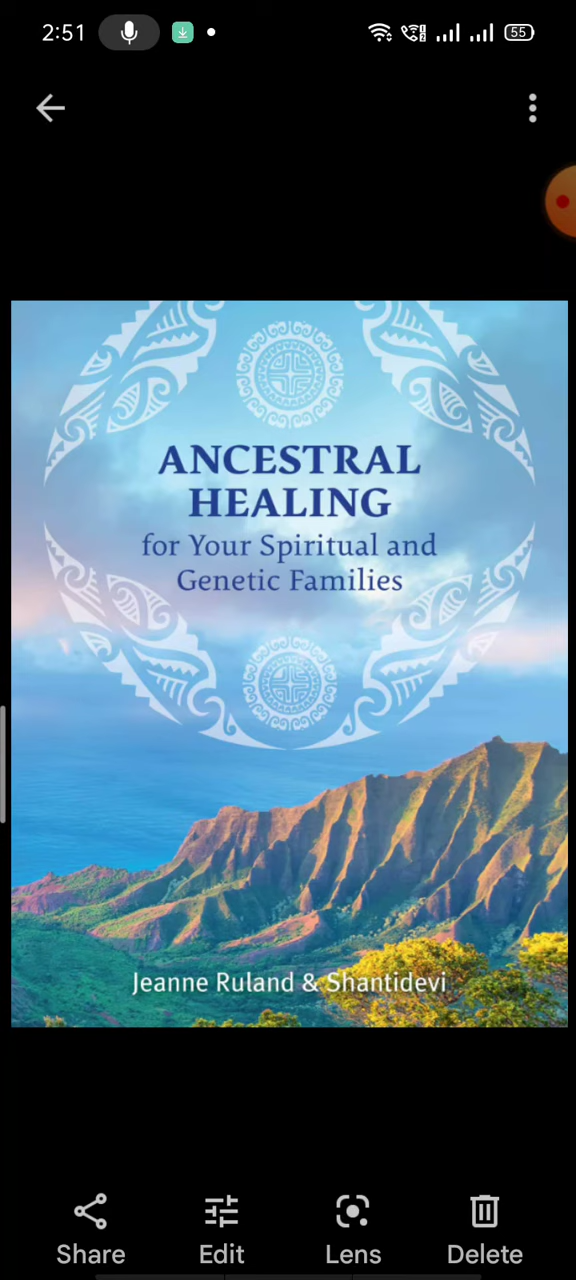 2:51
55
ANCESTRAL
HEALING
for Your Spiritual and
Genetic Families
Jeanne Ruland & Shantidevi
Share Edit Lens Delete